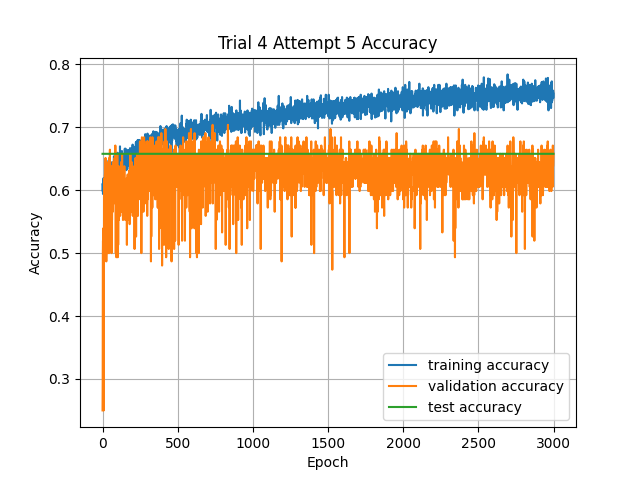 Trial 4 Attempt 5 Accuracy
0.8
0.7
0.6
0.5
0.4
0.3
Accuracy
0
500
1000
1500
2000
2500
3000
Epoch
training accuracy
validation accuracy
test accuracy